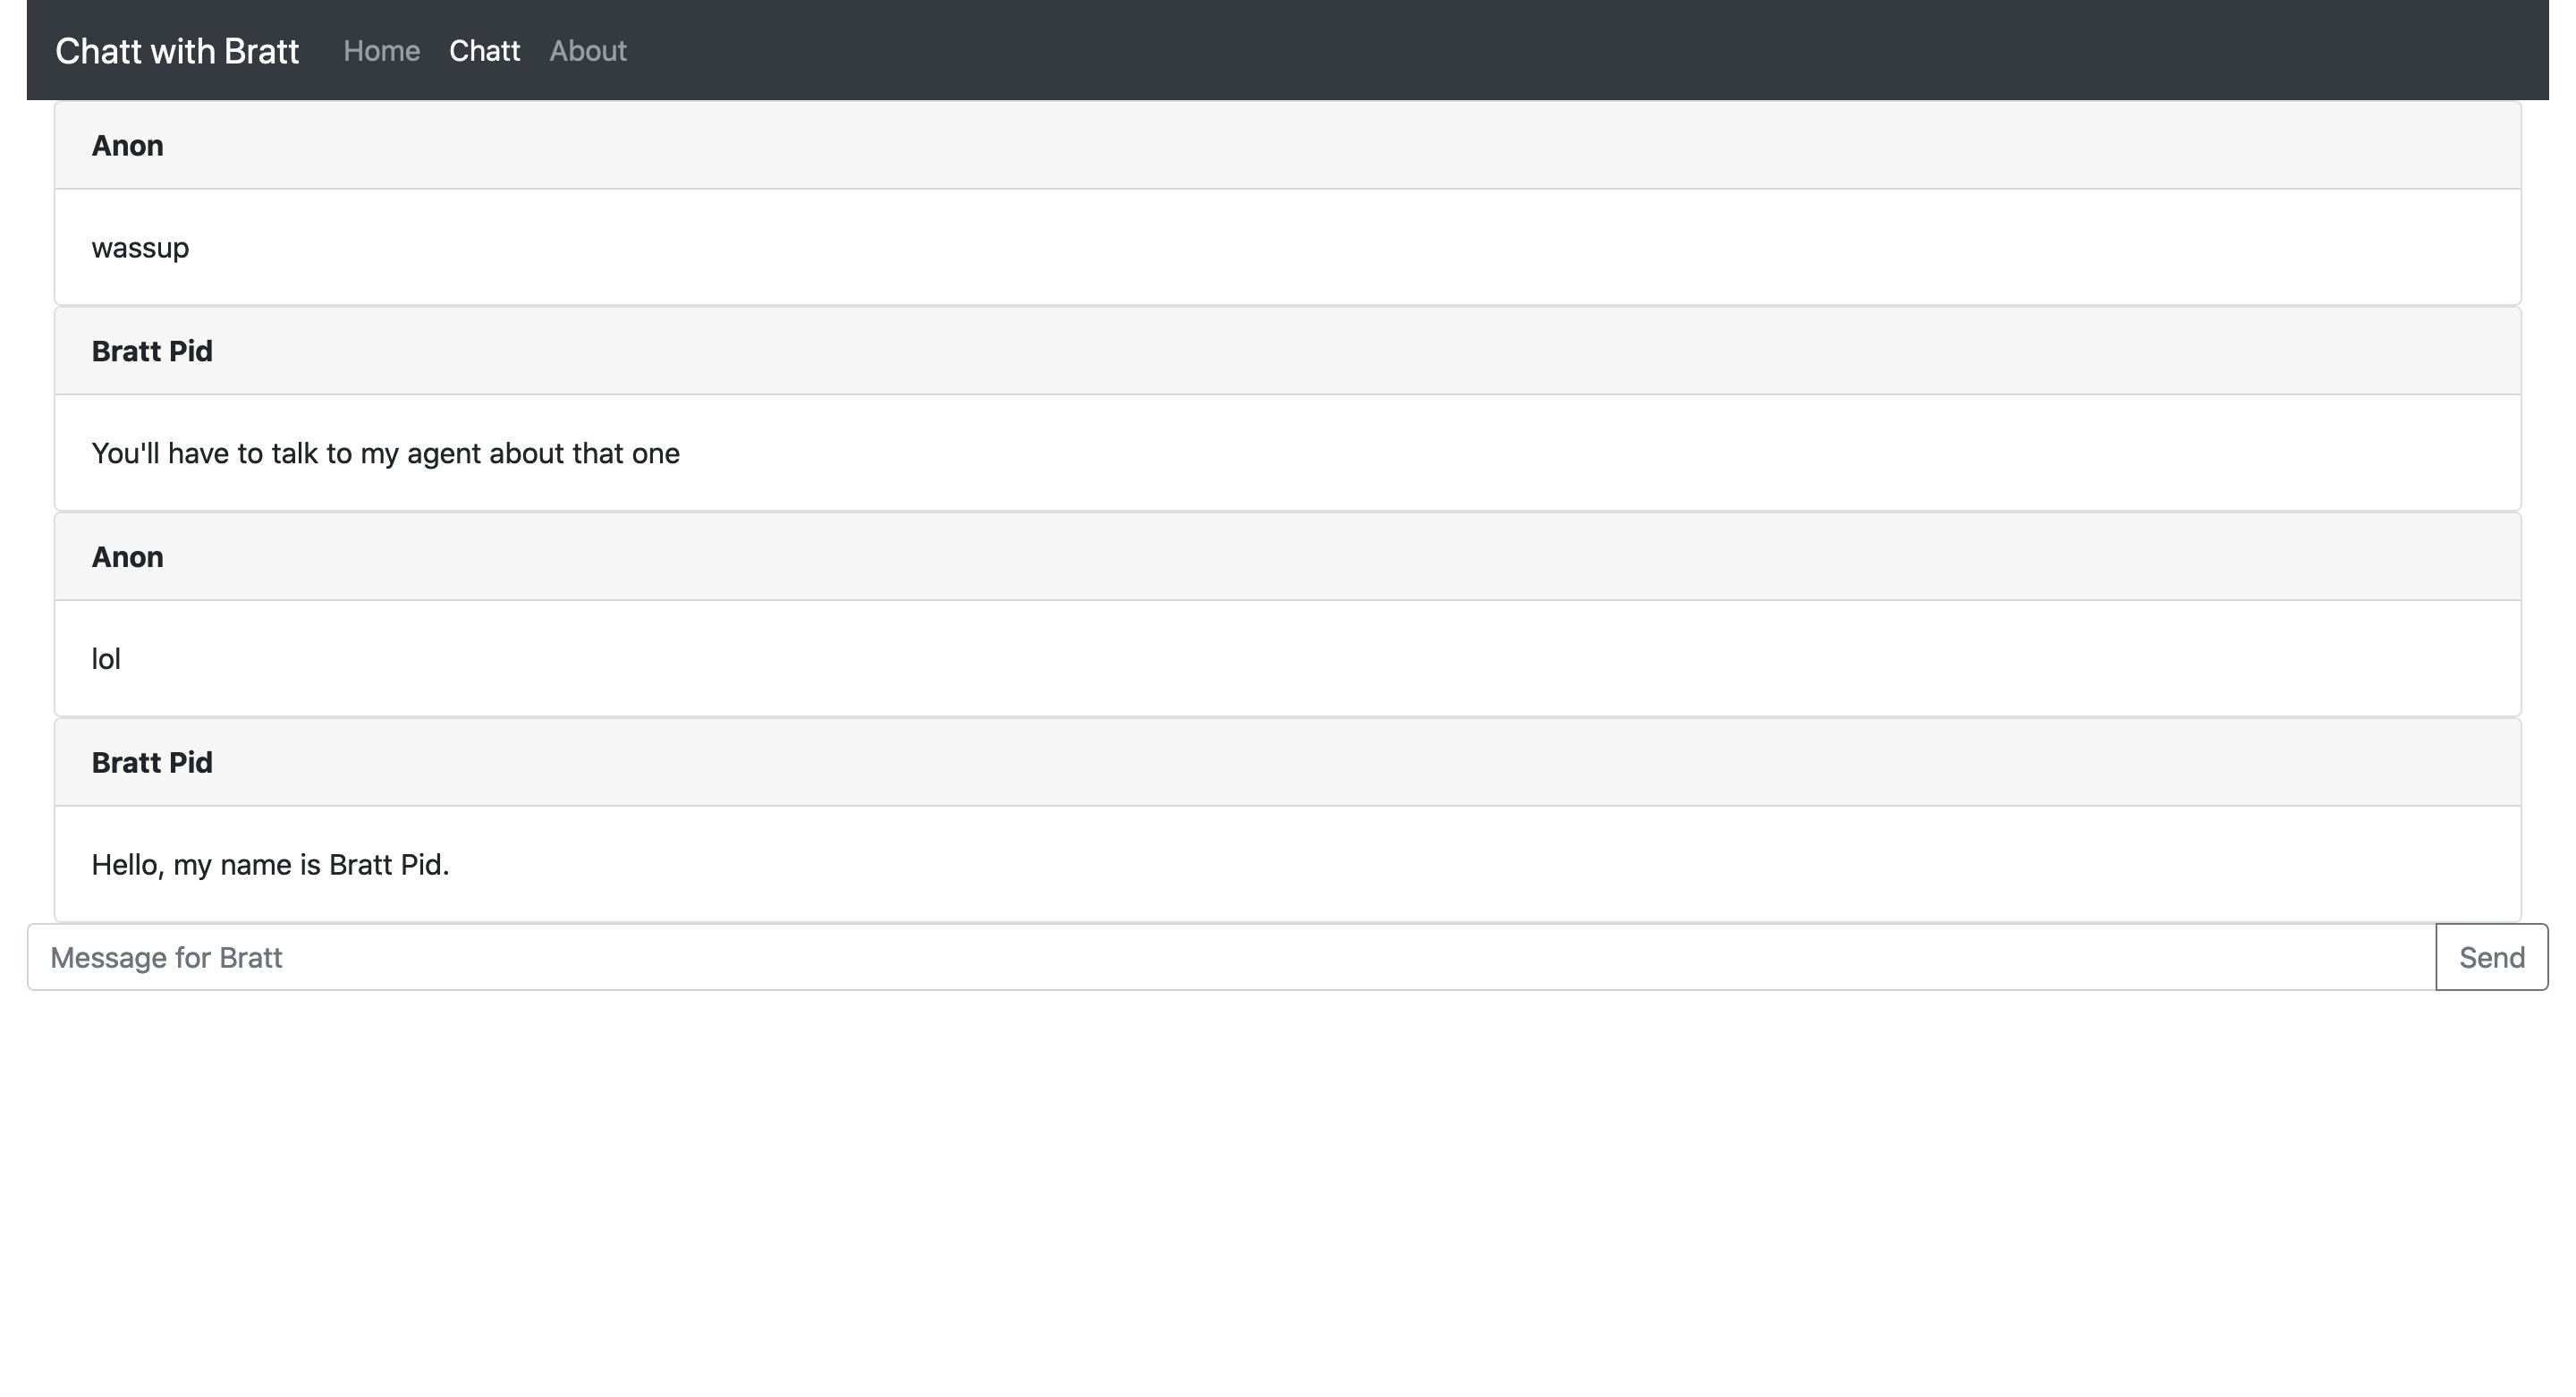 Chatt with Bratt Home Chatt About
Anon
wassup
Bratt Pid
You'll have to talk to my agent about that one
Anon
lol
Bratt Pid
Hello, my name is Bratt Pid.
Message for Bratt Send